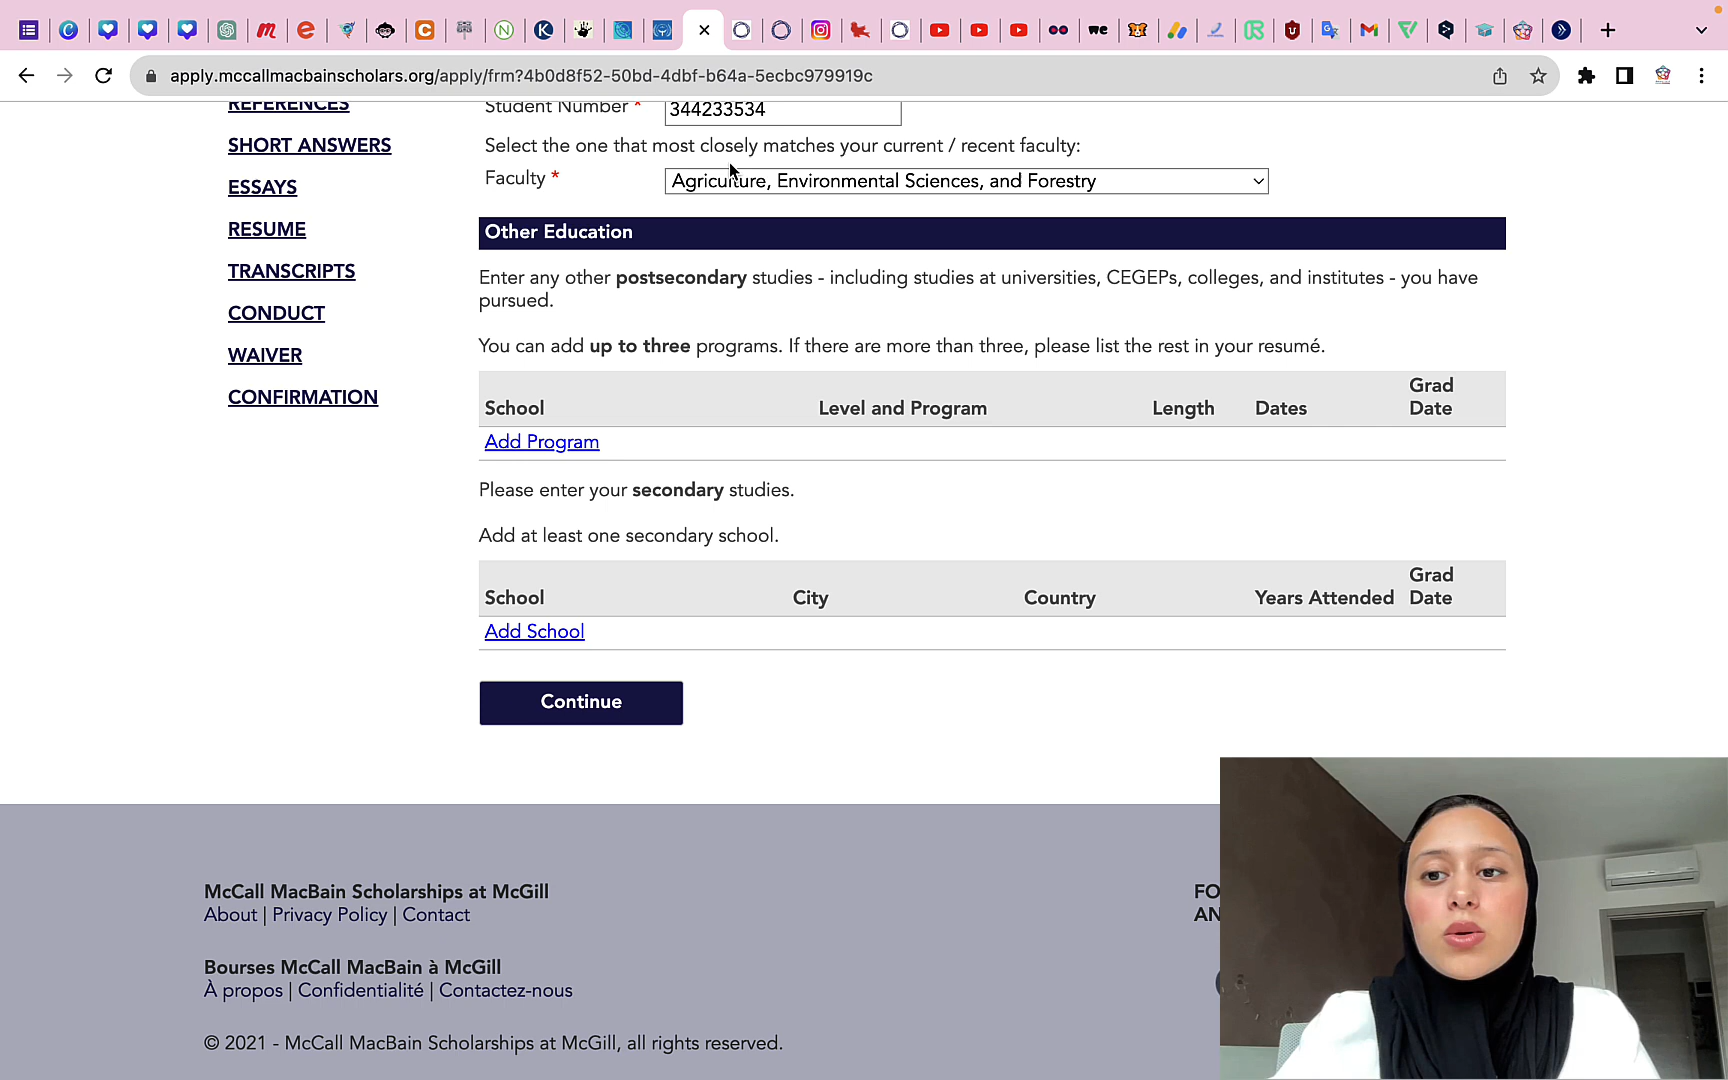 apply.mccallmacbainscholars.org/apply/frm?4b0d8f52-50bd-4dbf-b64a-5ecbc979919c
REFERENCES
SHORT ANSWERS
ESSAYS
RESUME
TRANSCRIPTS
CONDUCT
WAIVER
CONFIRMATION
Student Number * 344233534
Select the one that most closely matches your current / recent faculty:
Faculty * Agriculture, Environmental Sciences, and Forestry
Other Education
Enter any other postsecondary studies - including studies at universities, CEGEPs, colleges, and institutes - you have
pursued.
You can add up to three programs. If there are more than three, please list the rest in your resumé.
School Level and Program Length Dates Grad Date
Add Program
Please enter your secondary studies.
Add at least one secondary school.
School City Country Years Attended Grad Date
Add School
Continue
McCall MacBain Scholarships at McGill
About | Privacy Policy | Contact
Bourses McCall MacBain à McGill
À propos | Confidentialité | Contactez-nous
© 2021 - McCall MacBain Scholarships at McGill, all rights reserved.
FO
AN